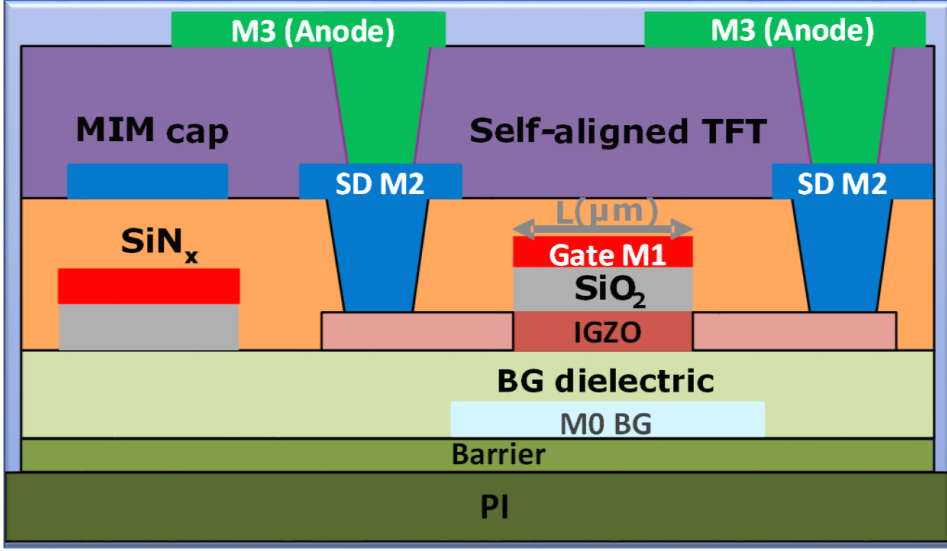 M3 (Anode)
M3 (Anode)
MIM cap
Self-aligned TFT
SD M2
SD M2
L(μm)
SiNₓ
Gate M1
SiO₂
IGZO
BG dielectric
M0 BG
Barrier
PI